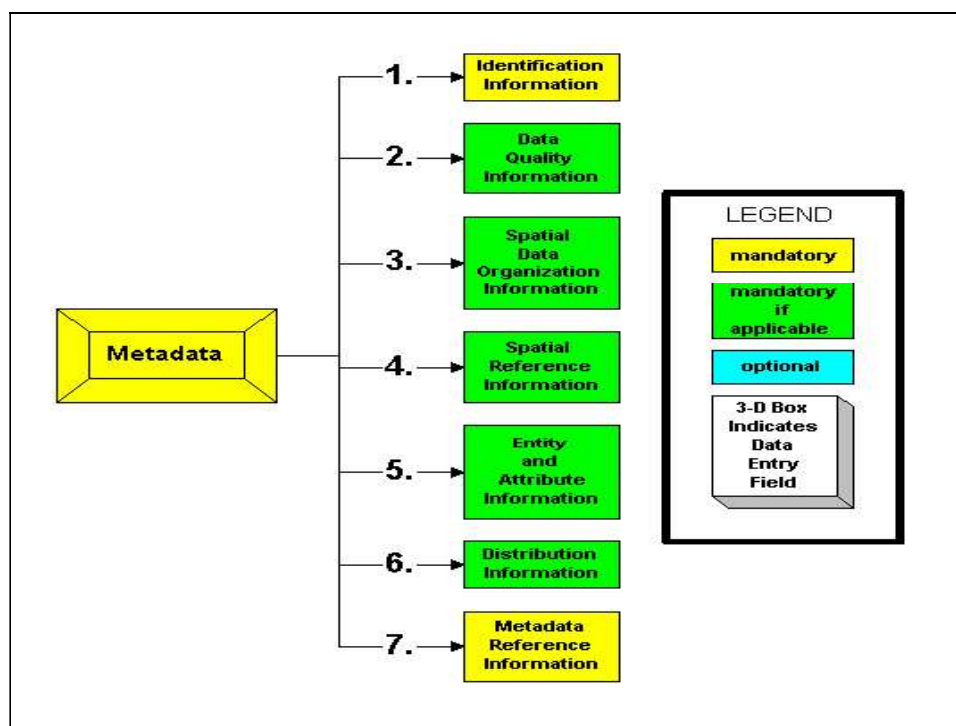 Metadata
1.
Identification
Information
2.
Data
Quality
Information
3.
Spatial
Data
Organization
Information
4.
Spatial
Reference
Information
5.
Entity
and
Attribute
Information
6.
Distribution
Information
7.
Metadata
Reference
Information
LEGEND
mandatory
mandatory
if
applicable
optional
3-D Box
Indicates
Data
Entry
Field